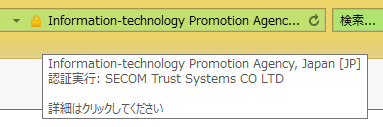 Information-technology Promotion Agenc... 検索...
Information-technology Promotion Agency, Japan [JP]
認証実行: SECOM Trust Systems CO LTD
詳細はクリックしてください